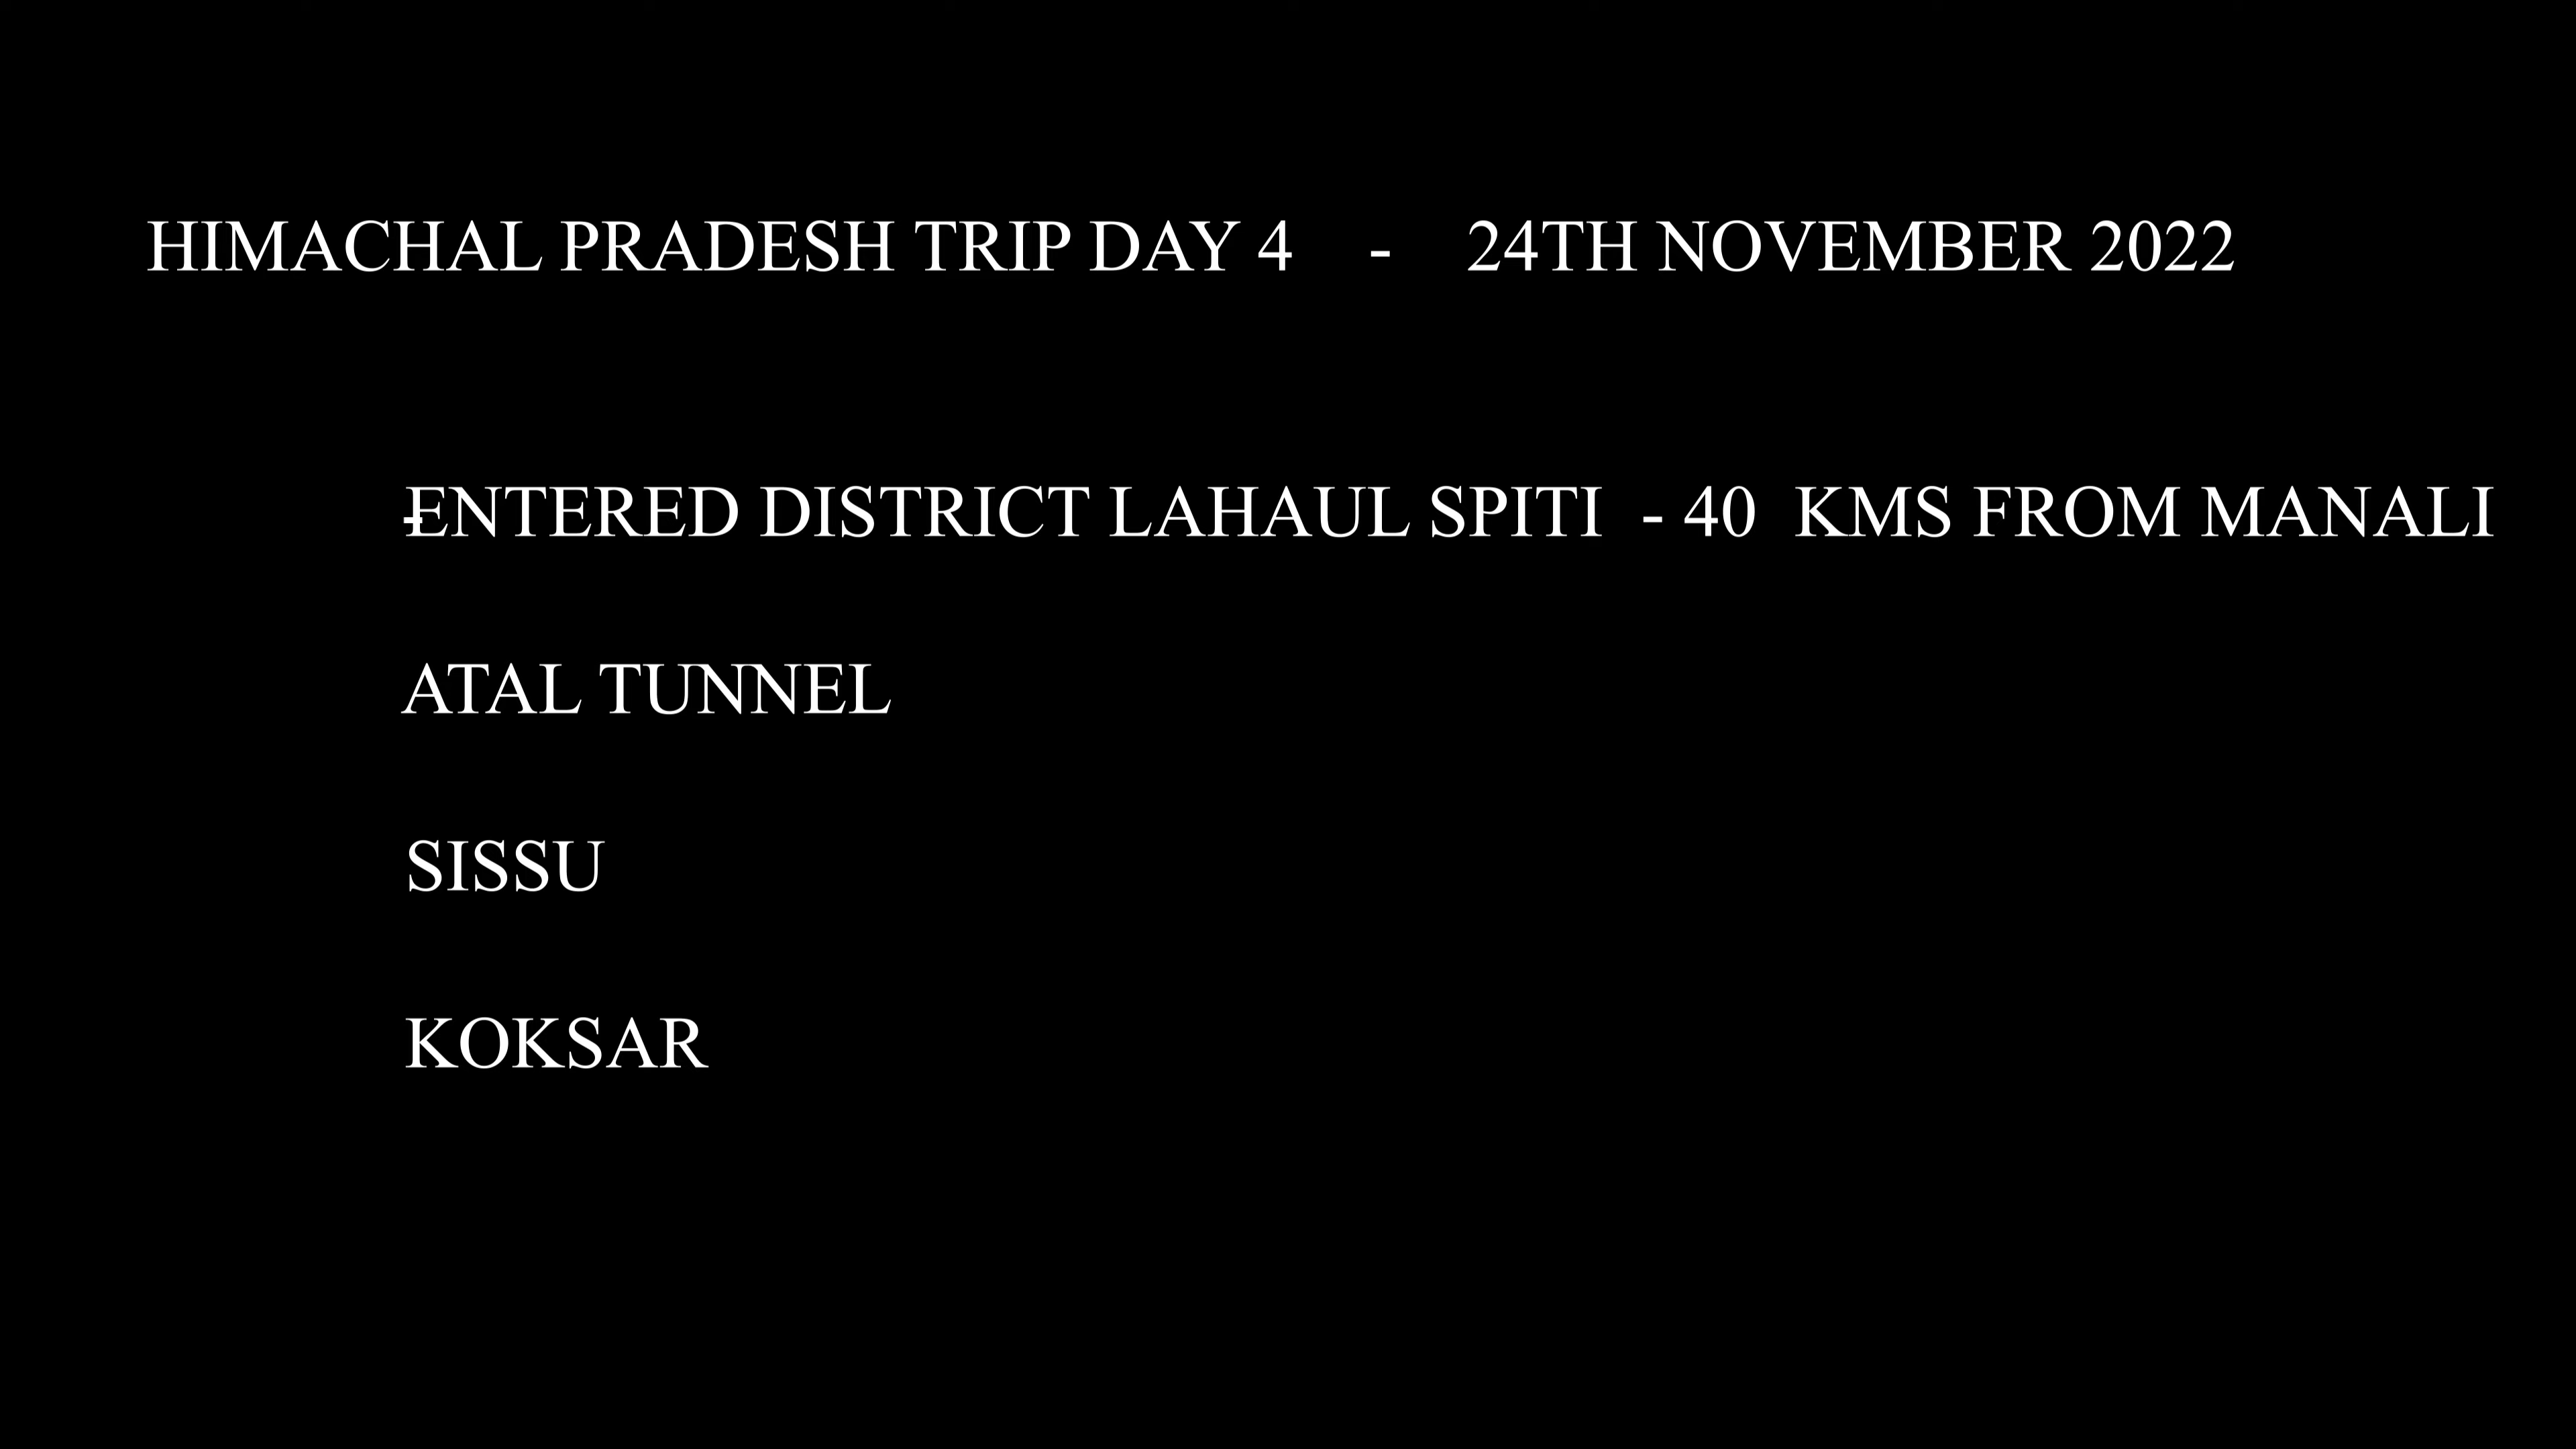 HIMACHAL PRADESH TRIP DAY 4 - 24TH NOVEMBER 2022
-ENTERED DISTRICT LAHAUL SPITI - 40 KMS FROM MANALI
ATAL TUNNEL
SISSU
KOKSAR